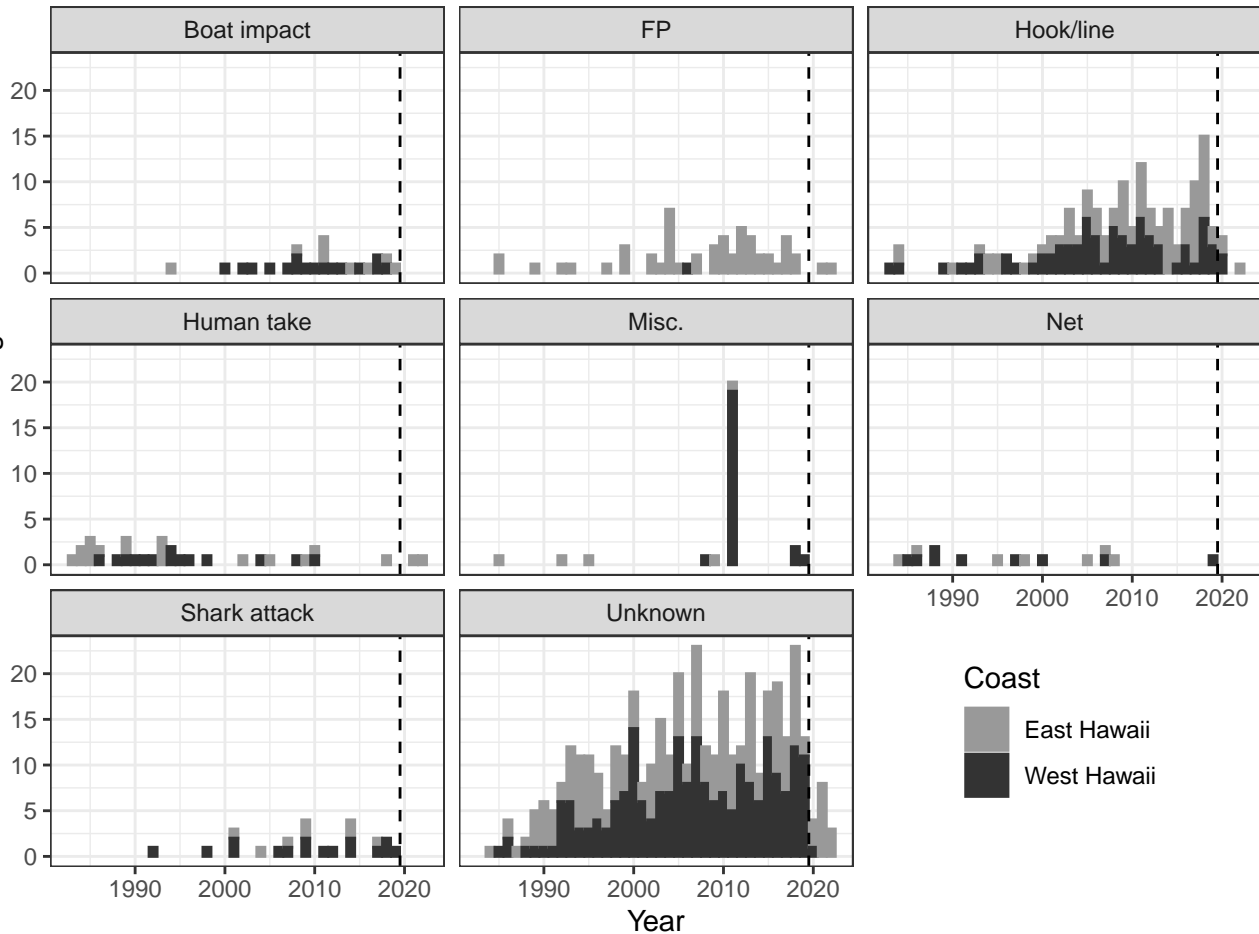 Boat impact FP Hook/line
20
15
10
5
0
Human take Misc. Net
20
15
10
5
0
1990 2000 2010 2020
Shark attack Unknown
20
15
10
5
0
1990 2000 2010 2020 1990 2000 2010 2020
Year
Coast
East Hawaii
West Hawaii